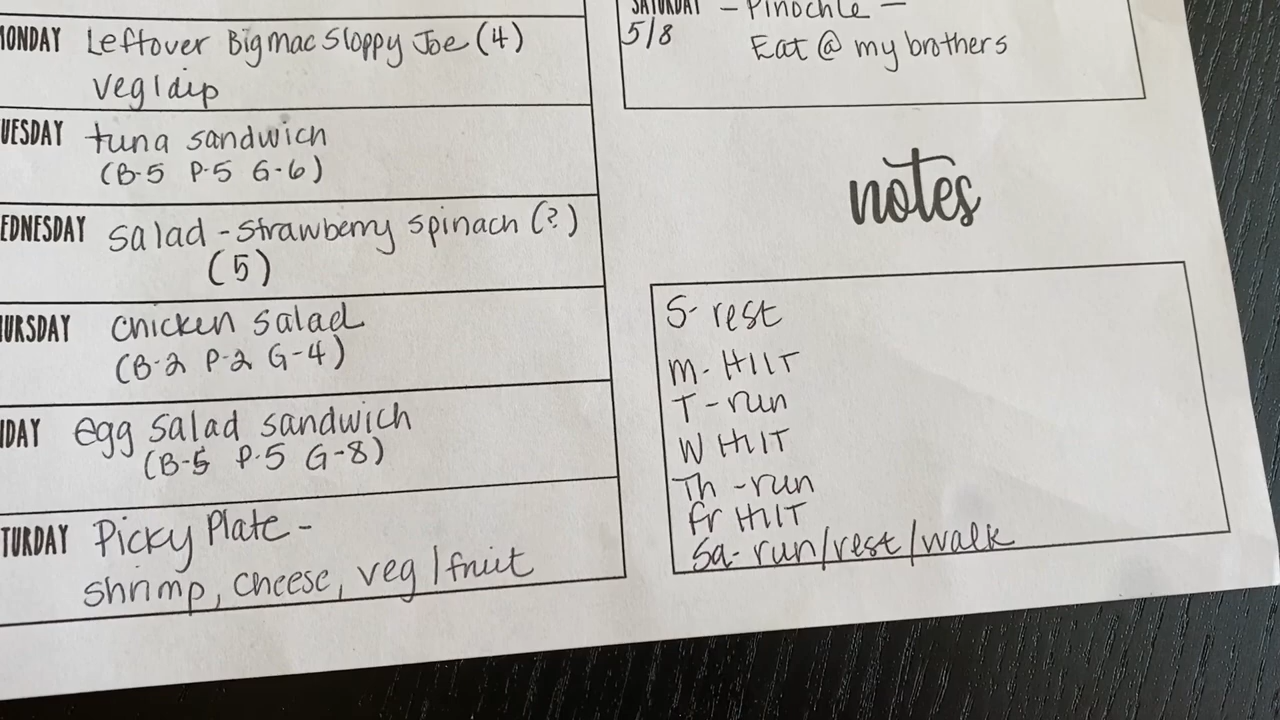 MONDAY Leftover Big mac Sloppy Joe (4)
veg/dip
UESDAY tuna sandwich
(B-5 P-5 G-6)
EDNESDAY salad - strawberry spinach (?)
(5)
HURSDAY chicken salad
(B-2 P-2 G-4)
IDAY egg salad sandwich
(B-5 P-5 G-8)
TURDAY Picky Plate -
shrimp, cheese, veg/fruit
SATURDAY - Pinochle -
5/8 Eat @ my brothers
notes
S- rest
M- HIIT
T - run
W HIIT
Th - run
Fr HIIT
Sa- run/rest/walk